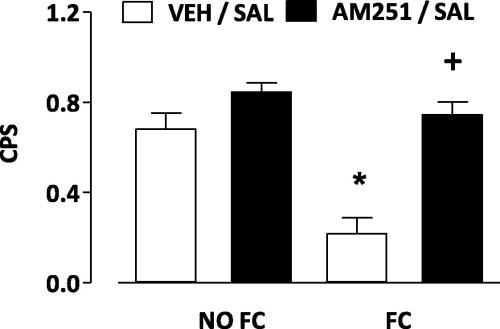 1.2
VEH / SAL
AM251 / SAL
+
0.8
CPS
*
0.4
0.0
NO FC
FC